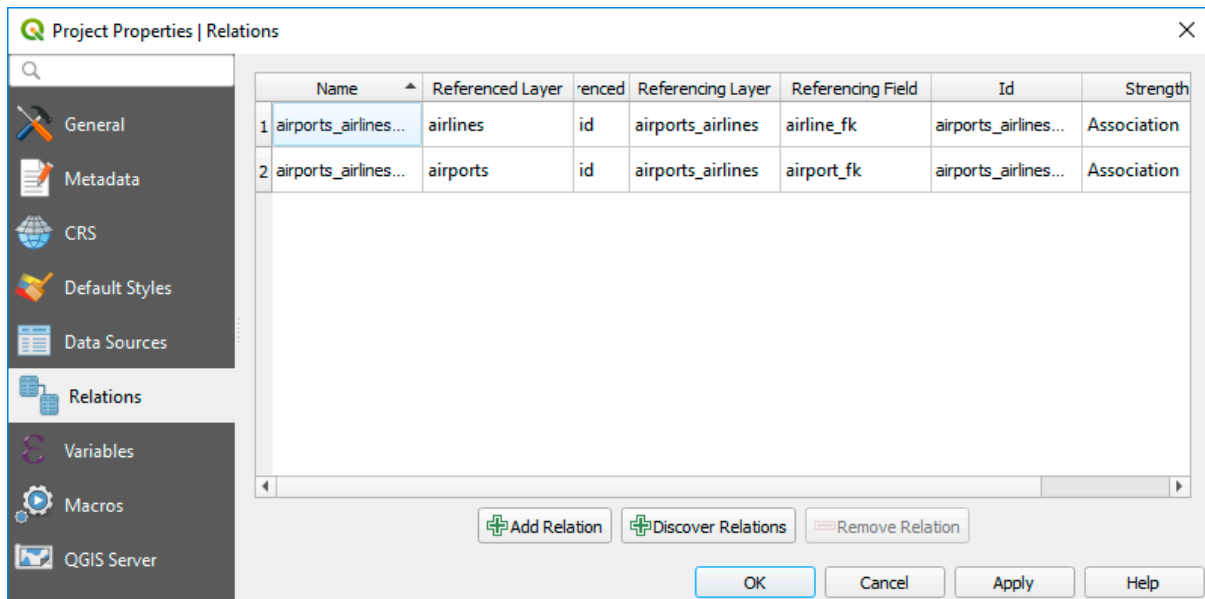 Project Properties | Relations
General
Metadata
CRS
Default Styles
Data Sources
Relations
Variables
Macros
QGIS Server
Name Referenced Layer renced Referencing Layer Referencing Field Id Strength
1 airports_airlines... airlines id airports_airlines airline_fk airports_airlines... Association
2 airports_airlines... airports id airports_airlines airport_fk airports_airlines... Association
Add Relation Discover Relations Remove Relation
OK Cancel Apply Help